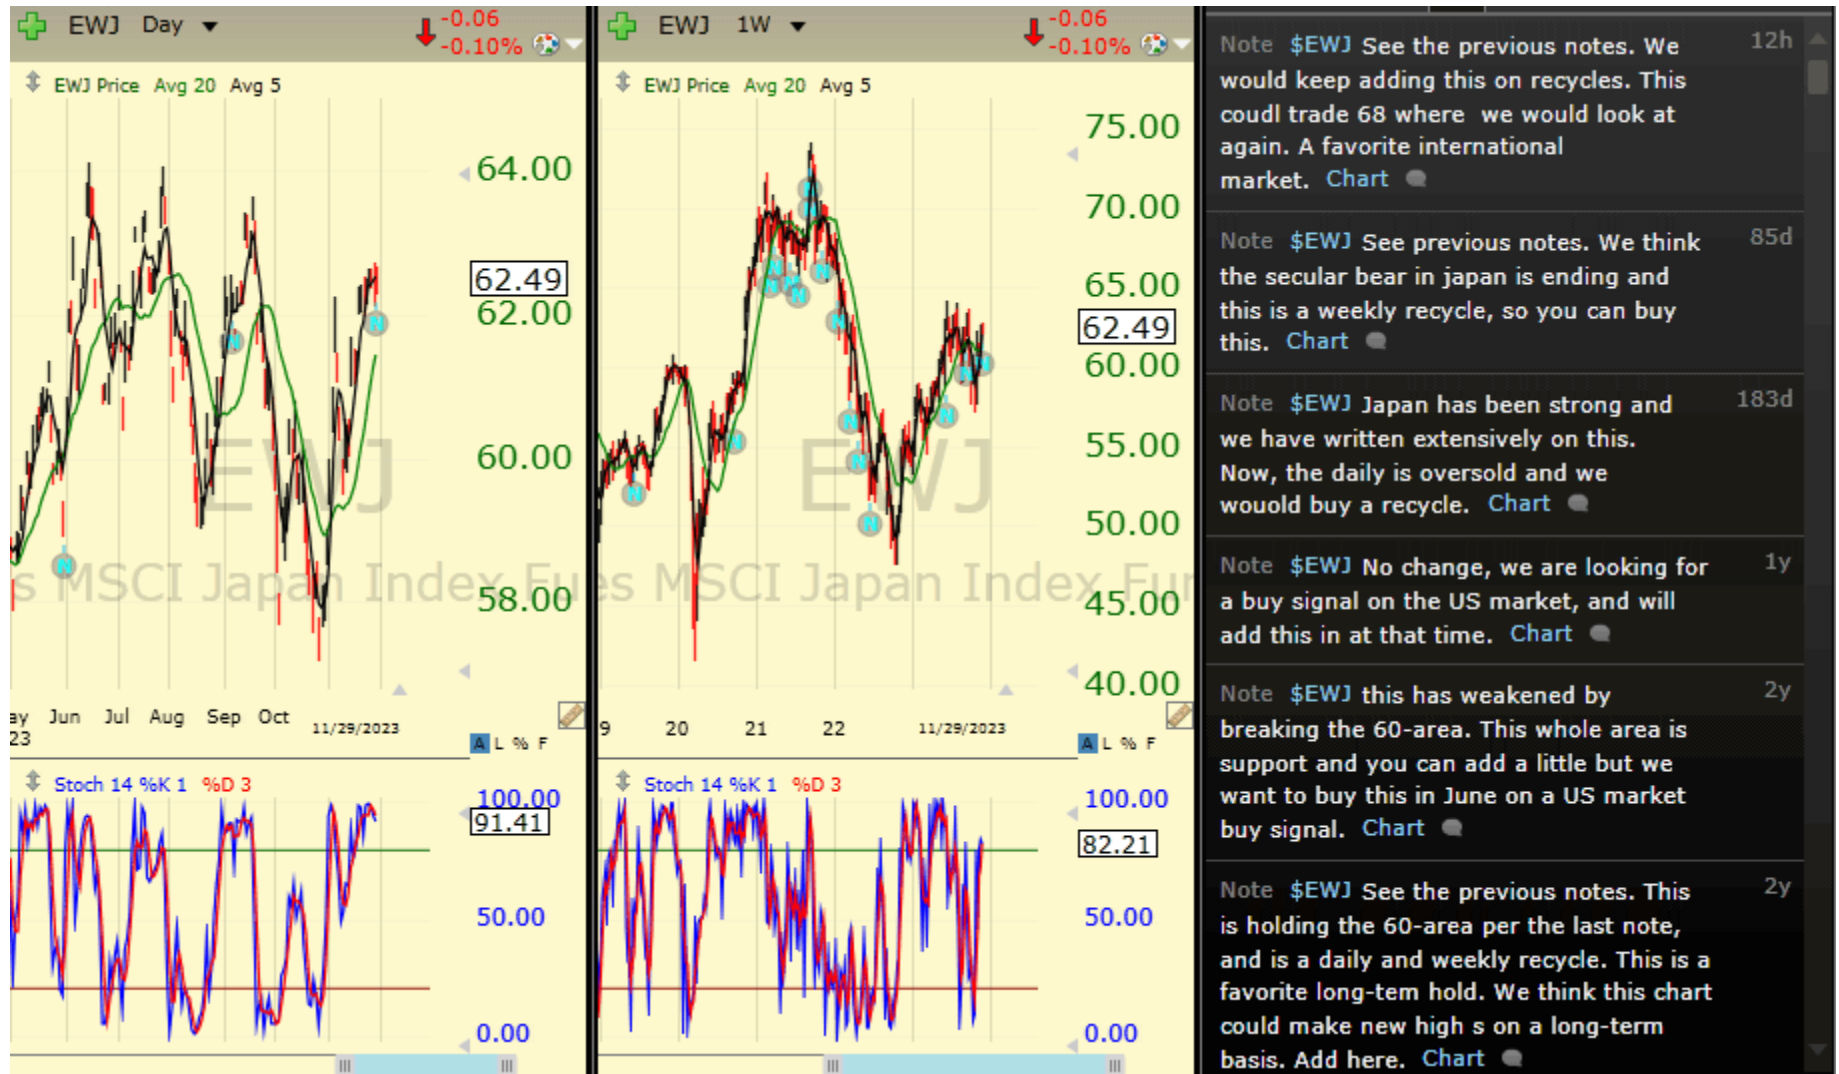 EWJ Day
-0.06
-0.10%
EWJ Price Avg 20 Avg 5
64.00
62.49
62.00
60.00
58.00
EWJ
s MSCI Japan Index Fu
ay Jun Jul Aug Sep Oct 11/29/2023
23
A L % F
Stoch 14 %K 1 %D 3
100.00
91.41
50.00
0.00
EWJ 1W
-0.06
-0.10%
EWJ Price Avg 20 Avg 5
75.00
70.00
65.00
62.49
60.00
55.00
50.00
45.00
40.00
EWJ
es MSCI Japan Index Fur
9 20 21 22 11/29/2023
A L % F
Stoch 14 %K 1 %D 3
100.00
82.21
50.00
0.00
Note $EWJ See the previous notes. We 12h
would keep adding this on recycles. This
coudl trade 68 where we would look at
again. A favorite international
market. Chart
Note $EWJ See previous notes. We think 85d
the secular bear in japan is ending and
this is a weekly recycle, so you can buy
this. Chart
Note $EWJ Japan has been strong and 183d
we have written extensively on this.
Now, the daily is oversold and we
wouold buy a recycle. Chart
Note $EWJ No change, we are looking for 1y
a buy signal on the US market, and will
add this in at that time. Chart
Note $EWJ this has weakened by 2y
breaking the 60-area. This whole area is
support and you can add a little but we
want to buy this in June on a US market
buy signal. Chart
Note $EWJ See the previous notes. This 2y
is holding the 60-area per the last note,
and is a daily and weekly recycle. This is a
favorite long-tem hold. We think this chart
could make new high s on a long-term
basis. Add here. Chart